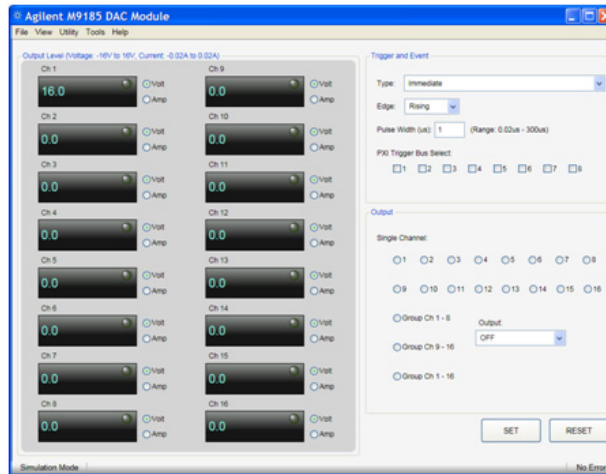 Agilent M9185 DAC Module
File View Utility Tools Help
Output Level (Voltage: -16V to 16V, Current: -0.02A to 0.02A)
Ch 1
16.0
Volt
Amp
Ch 2
0.0
Volt
Amp
Ch 3
0.0
Volt
Amp
Ch 4
0.0
Volt
Amp
Ch 5
0.0
Volt
Amp
Ch 6
0.0
Volt
Amp
Ch 7
0.0
Volt
Amp
Ch 8
0.0
Volt
Amp
Ch 9
0.0
Volt
Amp
Ch 10
0.0
Volt
Amp
Ch 11
0.0
Volt
Amp
Ch 12
0.0
Volt
Amp
Ch 13
0.0
Volt
Amp
Ch 14
0.0
Volt
Amp
Ch 15
0.0
Volt
Amp
Ch 16
0.0
Volt
Amp
Trigger and Event
Type: Immediate
Edge: Rising
Pulse Width (us): 1 (Range: 0.02us - 300us)
PXI Trigger Bus Select:
1 2 3 4 5 6 7 8
Output
Single Channel:
1 2 3 4 5 6 7 8
9 10 11 12 13 14 15 16
Group Ch 1 - 8
Output:
OFF
Group Ch 9 - 16
Group Ch 1 - 16
SET RESET
Simulation Mode No Error